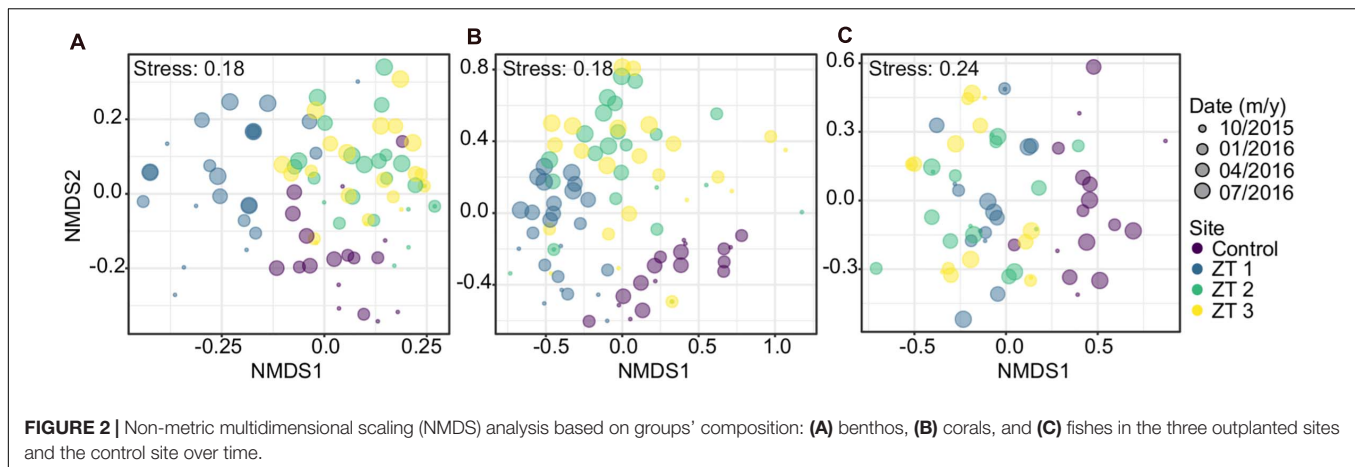 A
B
C
Stress: 0.18
Stress: 0.18
Stress: 0.24
NMDS2
0.2
0.0
-0.2
-0.25
0.0
0.25
NMDS1
0.8
0.4
0.0
-0.4
-0.5
0.0
0.5
1.0
NMDS1
0.6
0.3
0.0
-0.3
-0.5
0.0
0.5
NMDS1
Date (m/y)
10/2015
01/2016
04/2016
07/2016
Site
Control
ZT 1
ZT 2
ZT 3
FIGURE 2 | Non-metric multidimensional scaling (NMDS) analysis based on groups’ composition: (A) benthos, (B) corals, and (C) fishes in the three outplanted sites
and the control site over time.